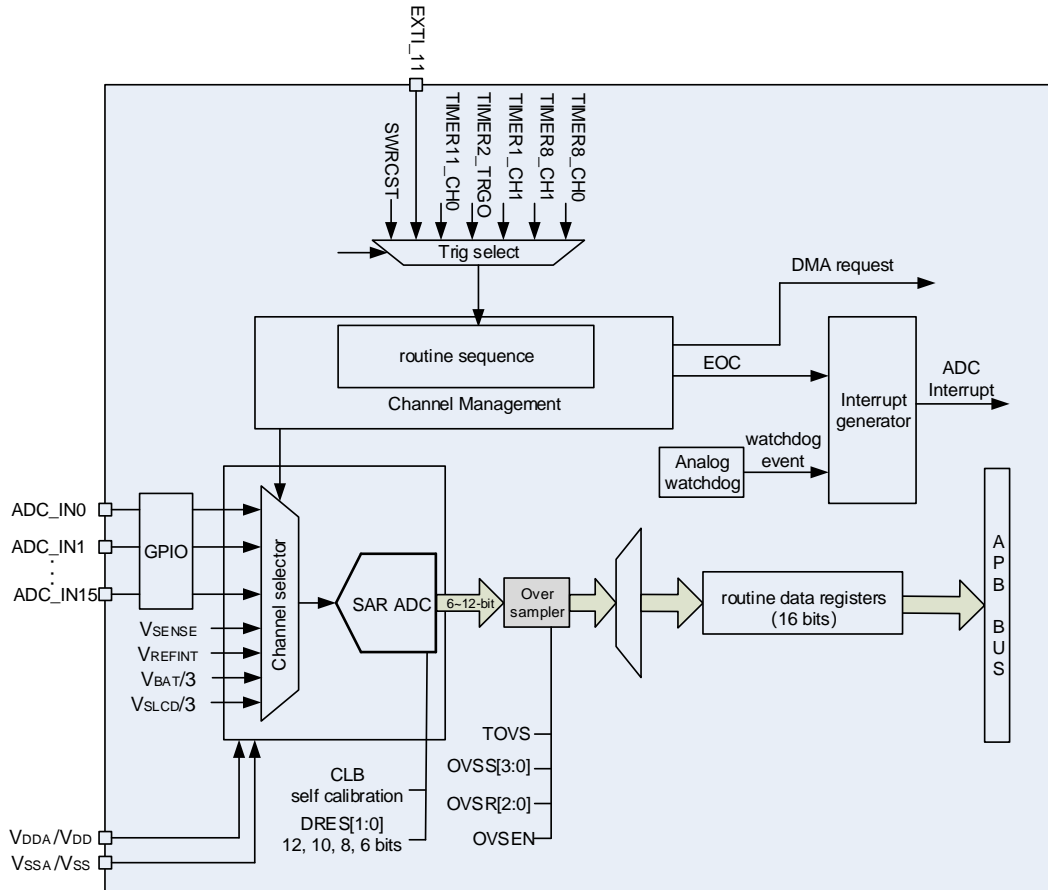 EXTI_11
SWRCST
TIMER11_CH0
TIMER2_TRGO
TIMER1_CH1
TIMER8_CH1
TIMER8_CH0
Trig select
DMA request
routine sequence
Channel Management
EOC
Interrupt
generator
ADC
Interrupt
watchdog
event
Analog
watchdog
ADC_IN0
ADC_IN1
ADC_IN15
GPIO
VSENSE
VREFINT
VBAT/3
VSLCD/3
Channel selector
SAR ADC
6~12-bit
Over
sampler
routine data registers
(16 bits)
APB BUS
TOVS
OVSS[3:0]
OVSR[2:0]
OVSEN
CLB
self calibration
DRES[1:0]
12, 10, 8, 6 bits
VDDA/VDD
VSSA/VSS